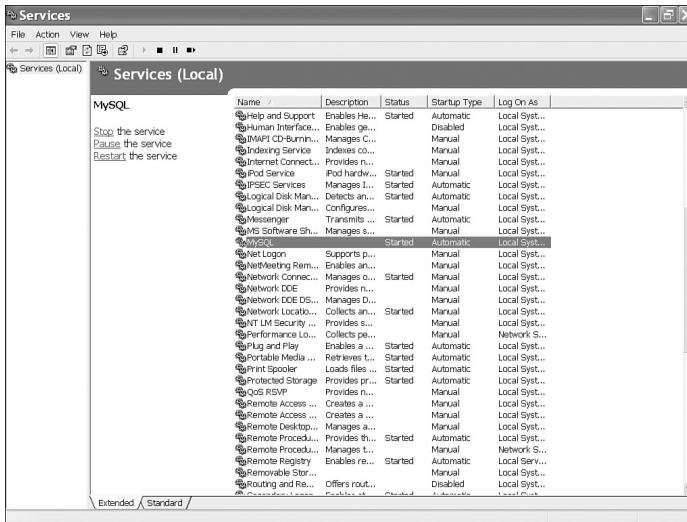 Services
File Action View Help
Services (Local)
Services (Local)
MySQL
Stop the service
Pause the service
Restart the service
Name Description Status Startup Type Log On As
Help and Support Enables He... Started Automatic Local Syst...
Human Interface... Enables ge... Disabled Local Syst...
IMAPI CD-Burnin... Manages C... Manual Local Syst...
Indexing Service Indexes co... Manual Local Syst...
Internet Connect... Provides n... Manual Local Syst...
iPod Service iPod hardw... Started Manual Local Syst...
IPSEC Services Manages I... Started Automatic Local Syst...
Logical Disk Man... Detects an... Started Automatic Local Syst...
Logical Disk Man... Configures... Manual Local Syst...
Messenger Transmits ... Started Automatic Local Syst...
MS Software Sh... Manages s... Manual Local Syst...
MySQL Started Automatic Local Syst...
Net Logon Supports p... Manual Local Syst...
NetMeeting Rem... Enables an... Manual Local Syst...
Network Connec... Manages o... Started Manual Local Syst...
Network DDE Provides n... Manual Local Syst...
Network DDE DS... Manages D... Manual Local Syst...
Network Locatio... Collects an... Started Manual Local Syst...
NT LM Security ... Provides s... Manual Local Syst...
Performance Lo... Collects pe... Manual Network S...
Plug and Play Enables a ... Started Automatic Local Syst...
Portable Media ... Retrieves t... Started Automatic Local Syst...
Print Spooler Loads files ... Started Automatic Local Syst...
Protected Storage Provides pr... Started Automatic Local Syst...
QoS RSVP Provides n... Manual Local Syst...
Remote Access ... Creates a ... Manual Local Syst...
Remote Access ... Creates a ... Manual Local Syst...
Remote Desktop... Manages a... Manual Local Syst...
Remote Procedu... Provides th... Started Automatic Local Syst...
Remote Procedu... Manages t... Manual Network S...
Remote Registry Enables re... Started Automatic Local Serv...
Removable Stor... Manual Local Syst...
Routing and Re... Offers rout... Disabled Local Syst...
Extended Standard